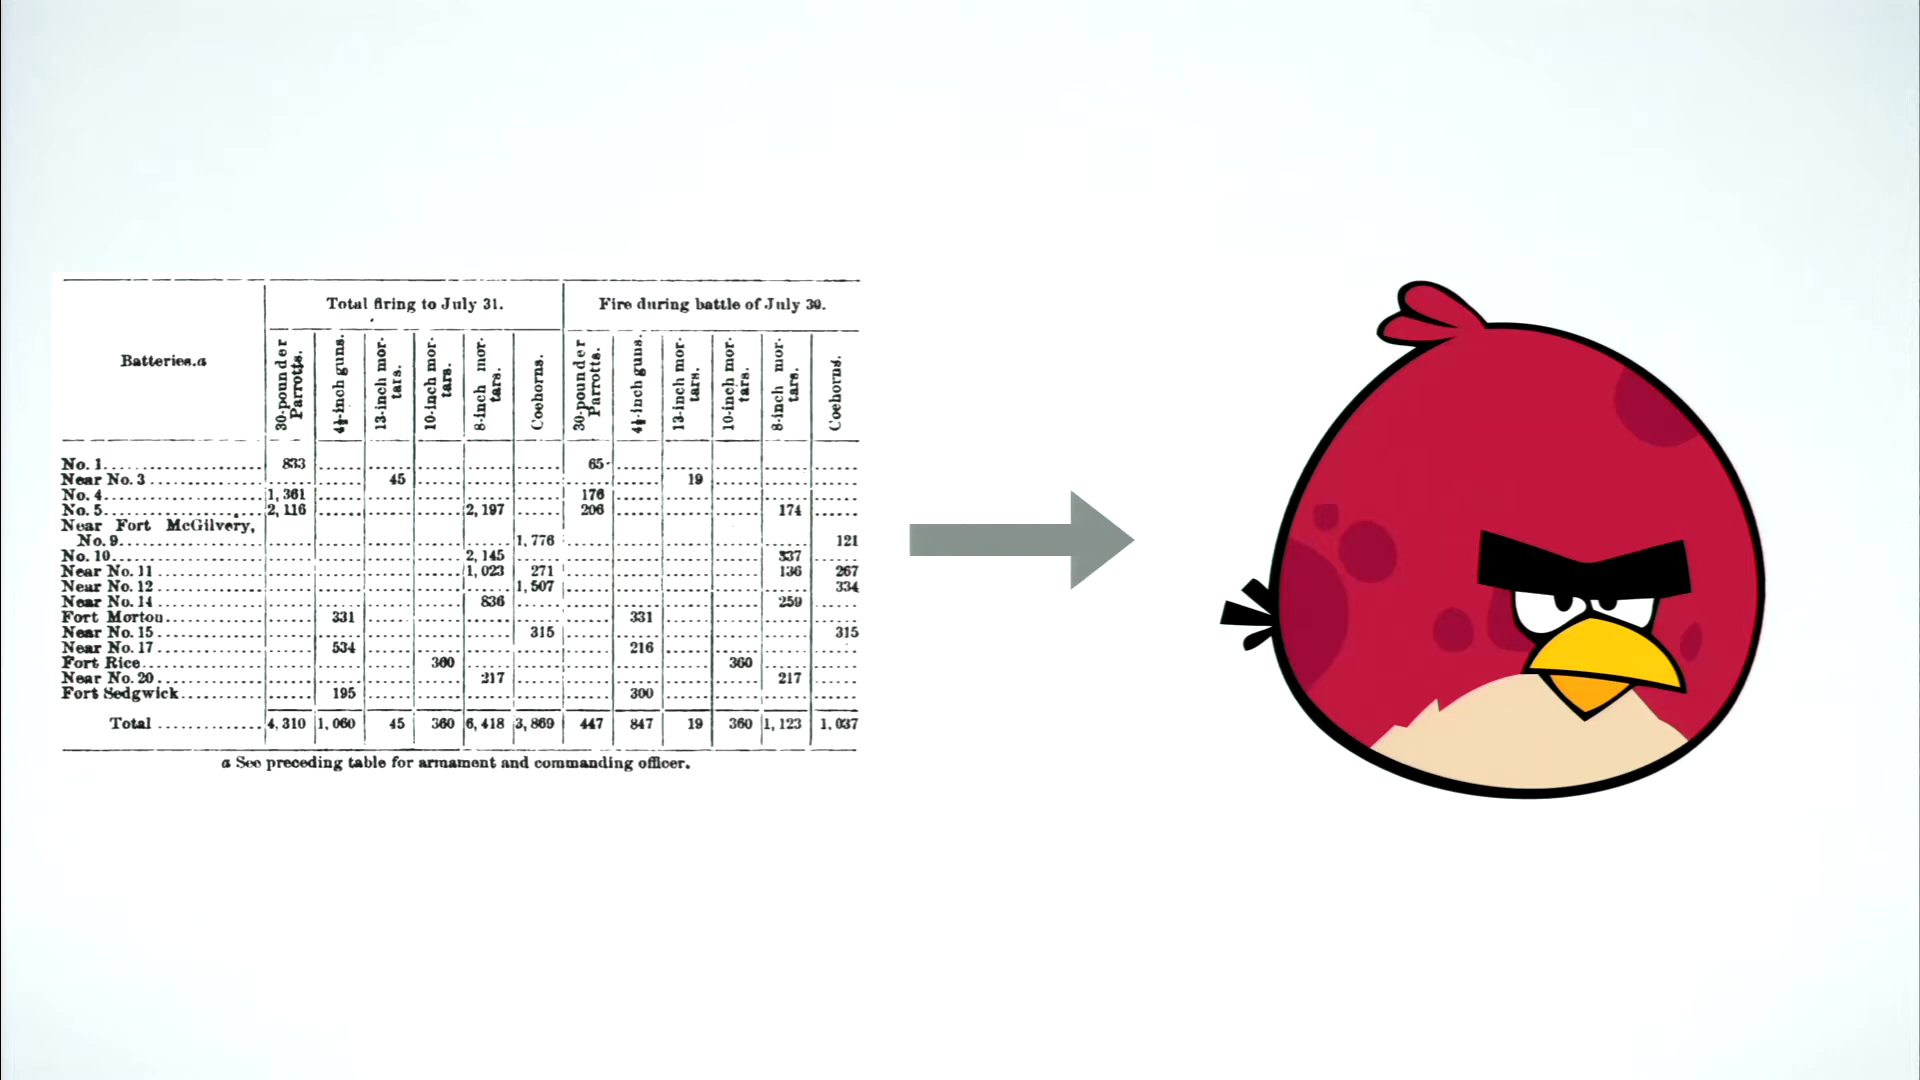 Total firing to July 31. Fire during battle of July 30.
Batteries.a 30-pounder Parrotts. 4½-inch guns. 13-inch mortars. 10-inch mortars. 8-inch mortars. Coehorns. 30-pounder Parrotts. 4½-inch guns. 13-inch mortars. 10-inch mortars. 8-inch mortars. Coehorns.
No. 1 833 65
Near No. 3 45 19
No. 4 1,361 176
No. 5 2,116 2,197 206 174
Near Fort McGilvery,
No. 9 1,776 121
No. 10 2,145 337
Near No. 11 1,023 271 136 267
Near No. 12 1,507 334
Near No. 14 836 259
Fort Morton 331 331
Near No. 15 315 315
Near No. 17 534 216
Fort Rice 360 360
Near No. 20 217 217
Fort Sedgwick 195 300
Total 4,310 1,060 45 360 6,418 3,869 447 847 19 360 1,123 1,037
a See preceding table for armament and commanding officer.